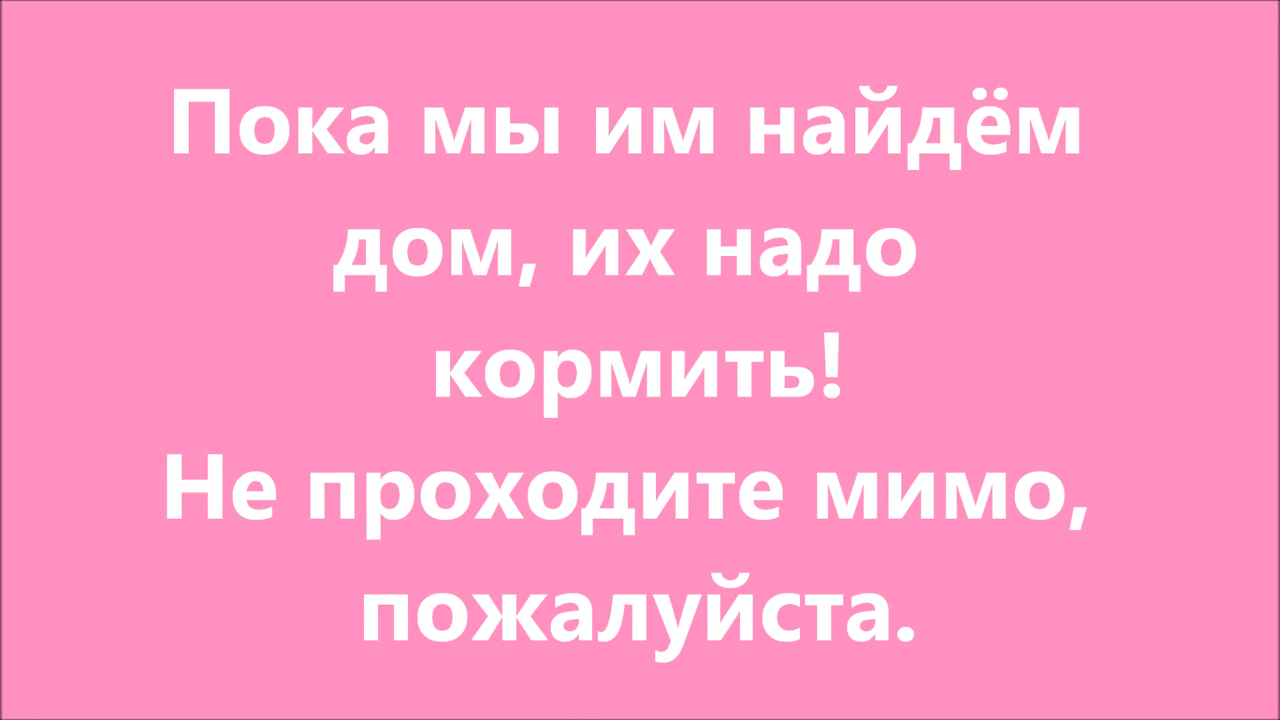 Пока мы им найдём
дом, их надо
кормить!
Не проходите мимо,
пожалуйста.